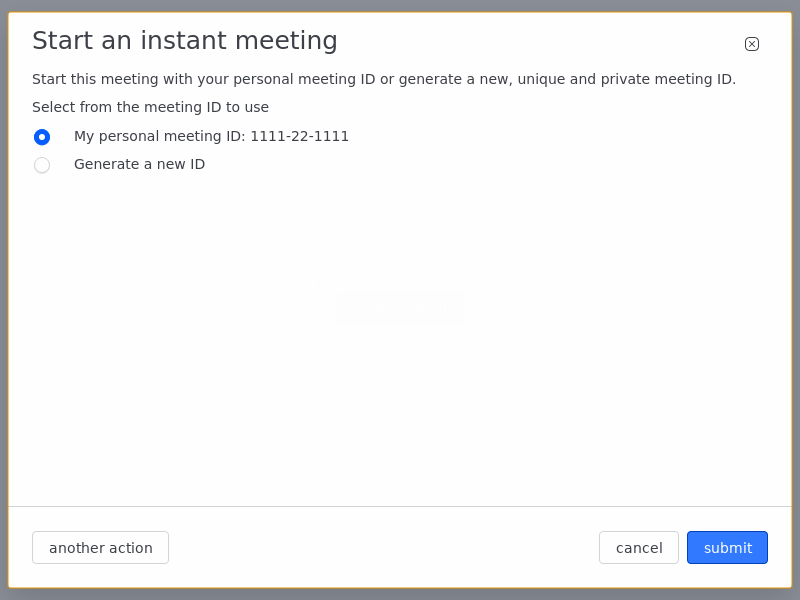 Start an instant meeting
Start this meeting with your personal meeting ID or generate a new, unique and private meeting ID.
Select from the meeting ID to use
My personal meeting ID: 1111-22-1111
Generate a new ID
another action
cancel
submit